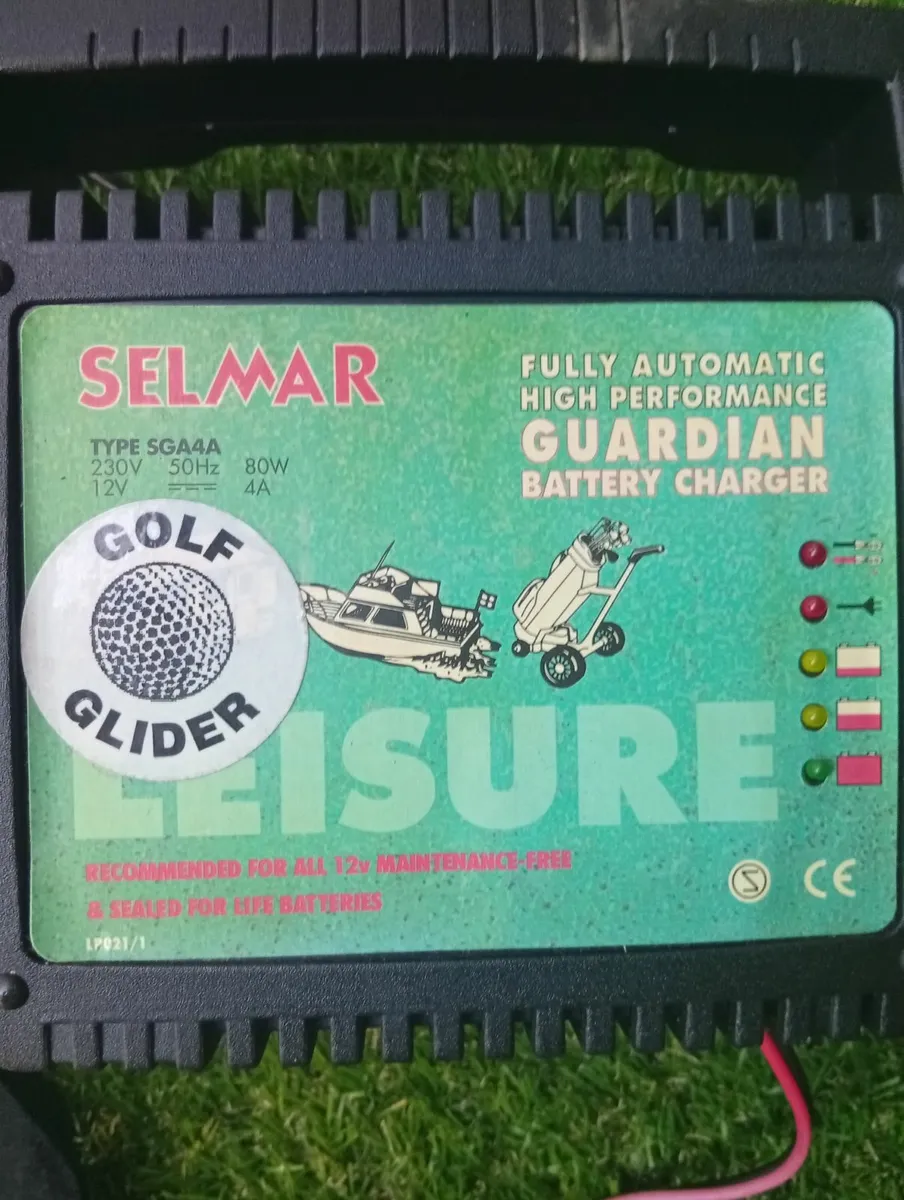 SELMAR
TYPE SGA4A
230V 50Hz 80W
12V 4A
FULLY AUTOMATIC
HIGH PERFORMANCE
GUARDIAN
BATTERY CHARGER
GOLF
GLIDER
LEISURE
RECOMMENDED FOR ALL 12v MAINTENANCE-FREE
& SEALED FOR LIFE BATTERIES
LP021/1
S CE